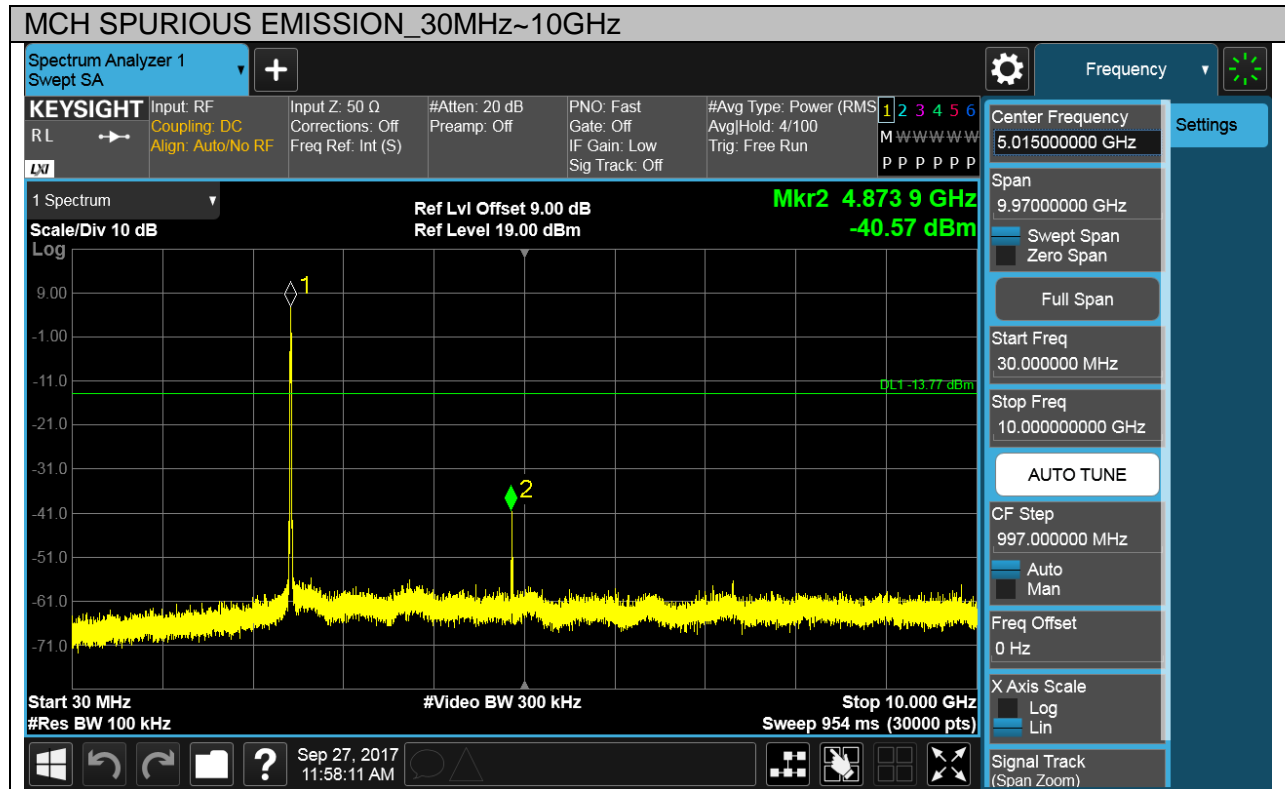 MCH SPURIOUS EMISSION_30MHz~10GHz
Spectrum Analyzer 1
Swept SA
+
Frequency
KEYSIGHT
RL
LXI
Input: RF
Coupling: DC
Align: Auto/No RF
Input Z: 50 Ω
Corrections: Off
Freq Ref: Int (S)
#Atten: 20 dB
Preamp: Off
PNO: Fast
Gate: Off
IF Gain: Low
Sig Track: Off
#Avg Type: Power (RMS
Avg|Hold: 4/100
Trig: Free Run
1 2 3 4 5 6
M W W W W W
P P P P P P
1 Spectrum
Scale/Div 10 dB
Log
Ref Lvl Offset 9.00 dB
Ref Level 19.00 dBm
Mkr2 4.873 9 GHz
-40.57 dBm
1
9.00
-1.00
-11.0
DL1 -13.77 dBm
-21.0
-31.0
2
-41.0
-51.0
-61.0
-71.0
Start 30 MHz
#Res BW 100 kHz
#Video BW 300 kHz
Stop 10.000 GHz
Sweep 954 ms (30000 pts)
Center Frequency
5.015000000 GHz
Settings
Span
9.97000000 GHz
Swept Span
Zero Span
Full Span
Start Freq
30.000000 MHz
Stop Freq
10.000000000 GHz
AUTO TUNE
CF Step
997.000000 MHz
Auto
Man
Freq Offset
0 Hz
X Axis Scale
Log
Lin
Signal Track
(Span Zoom)
?
Sep 27, 2017
11:58:11 AM